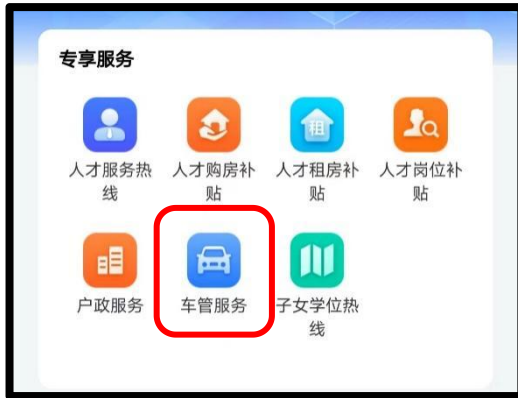 专享服务
人才服务热线
人才购房补贴
人才租房补贴
人才岗位补贴
租
户政服务
车管服务
子女学位热线